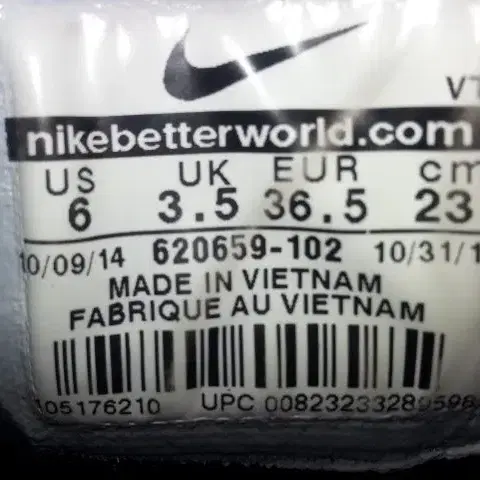 VT
nikebetterworld.com
US UK EUR cm
6 3.5 36.5 23
10/09/14 620659-102 10/31/1
MADE IN VIETNAM
FABRIQUE AU VIETNAM
05176210 UPC 00823233289596